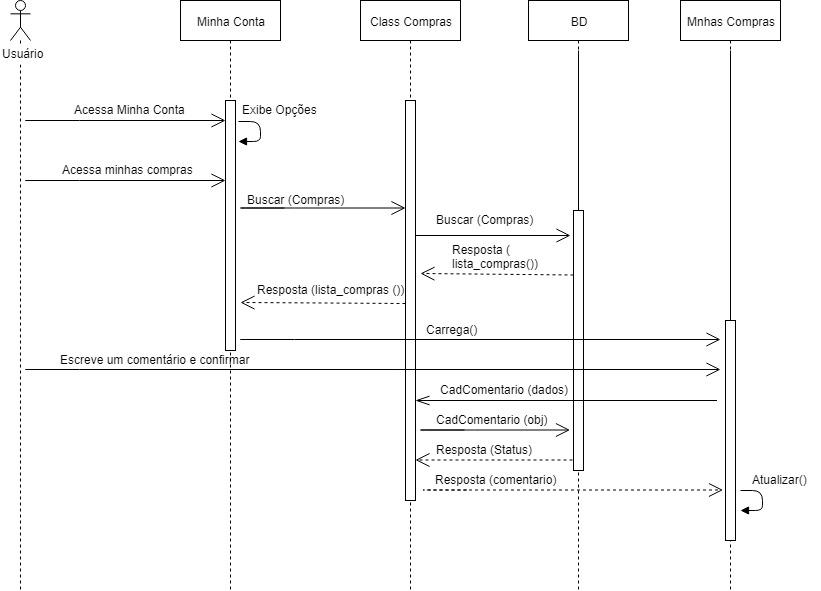 Minha Conta
Class Compras
BD
Mnhas Compras
Usuário
Acessa Minha Conta
Exibe Opções
Acessa minhas compras
Buscar (Compras)
Buscar (Compras)
Resposta (
lista_compras())
Resposta (lista_compras ())
Carrega()
Escreve um comentário e confirmar
CadComentario (dados)
CadComentario (obj)
Resposta (Status)
Resposta (comentario)
Atualizar()